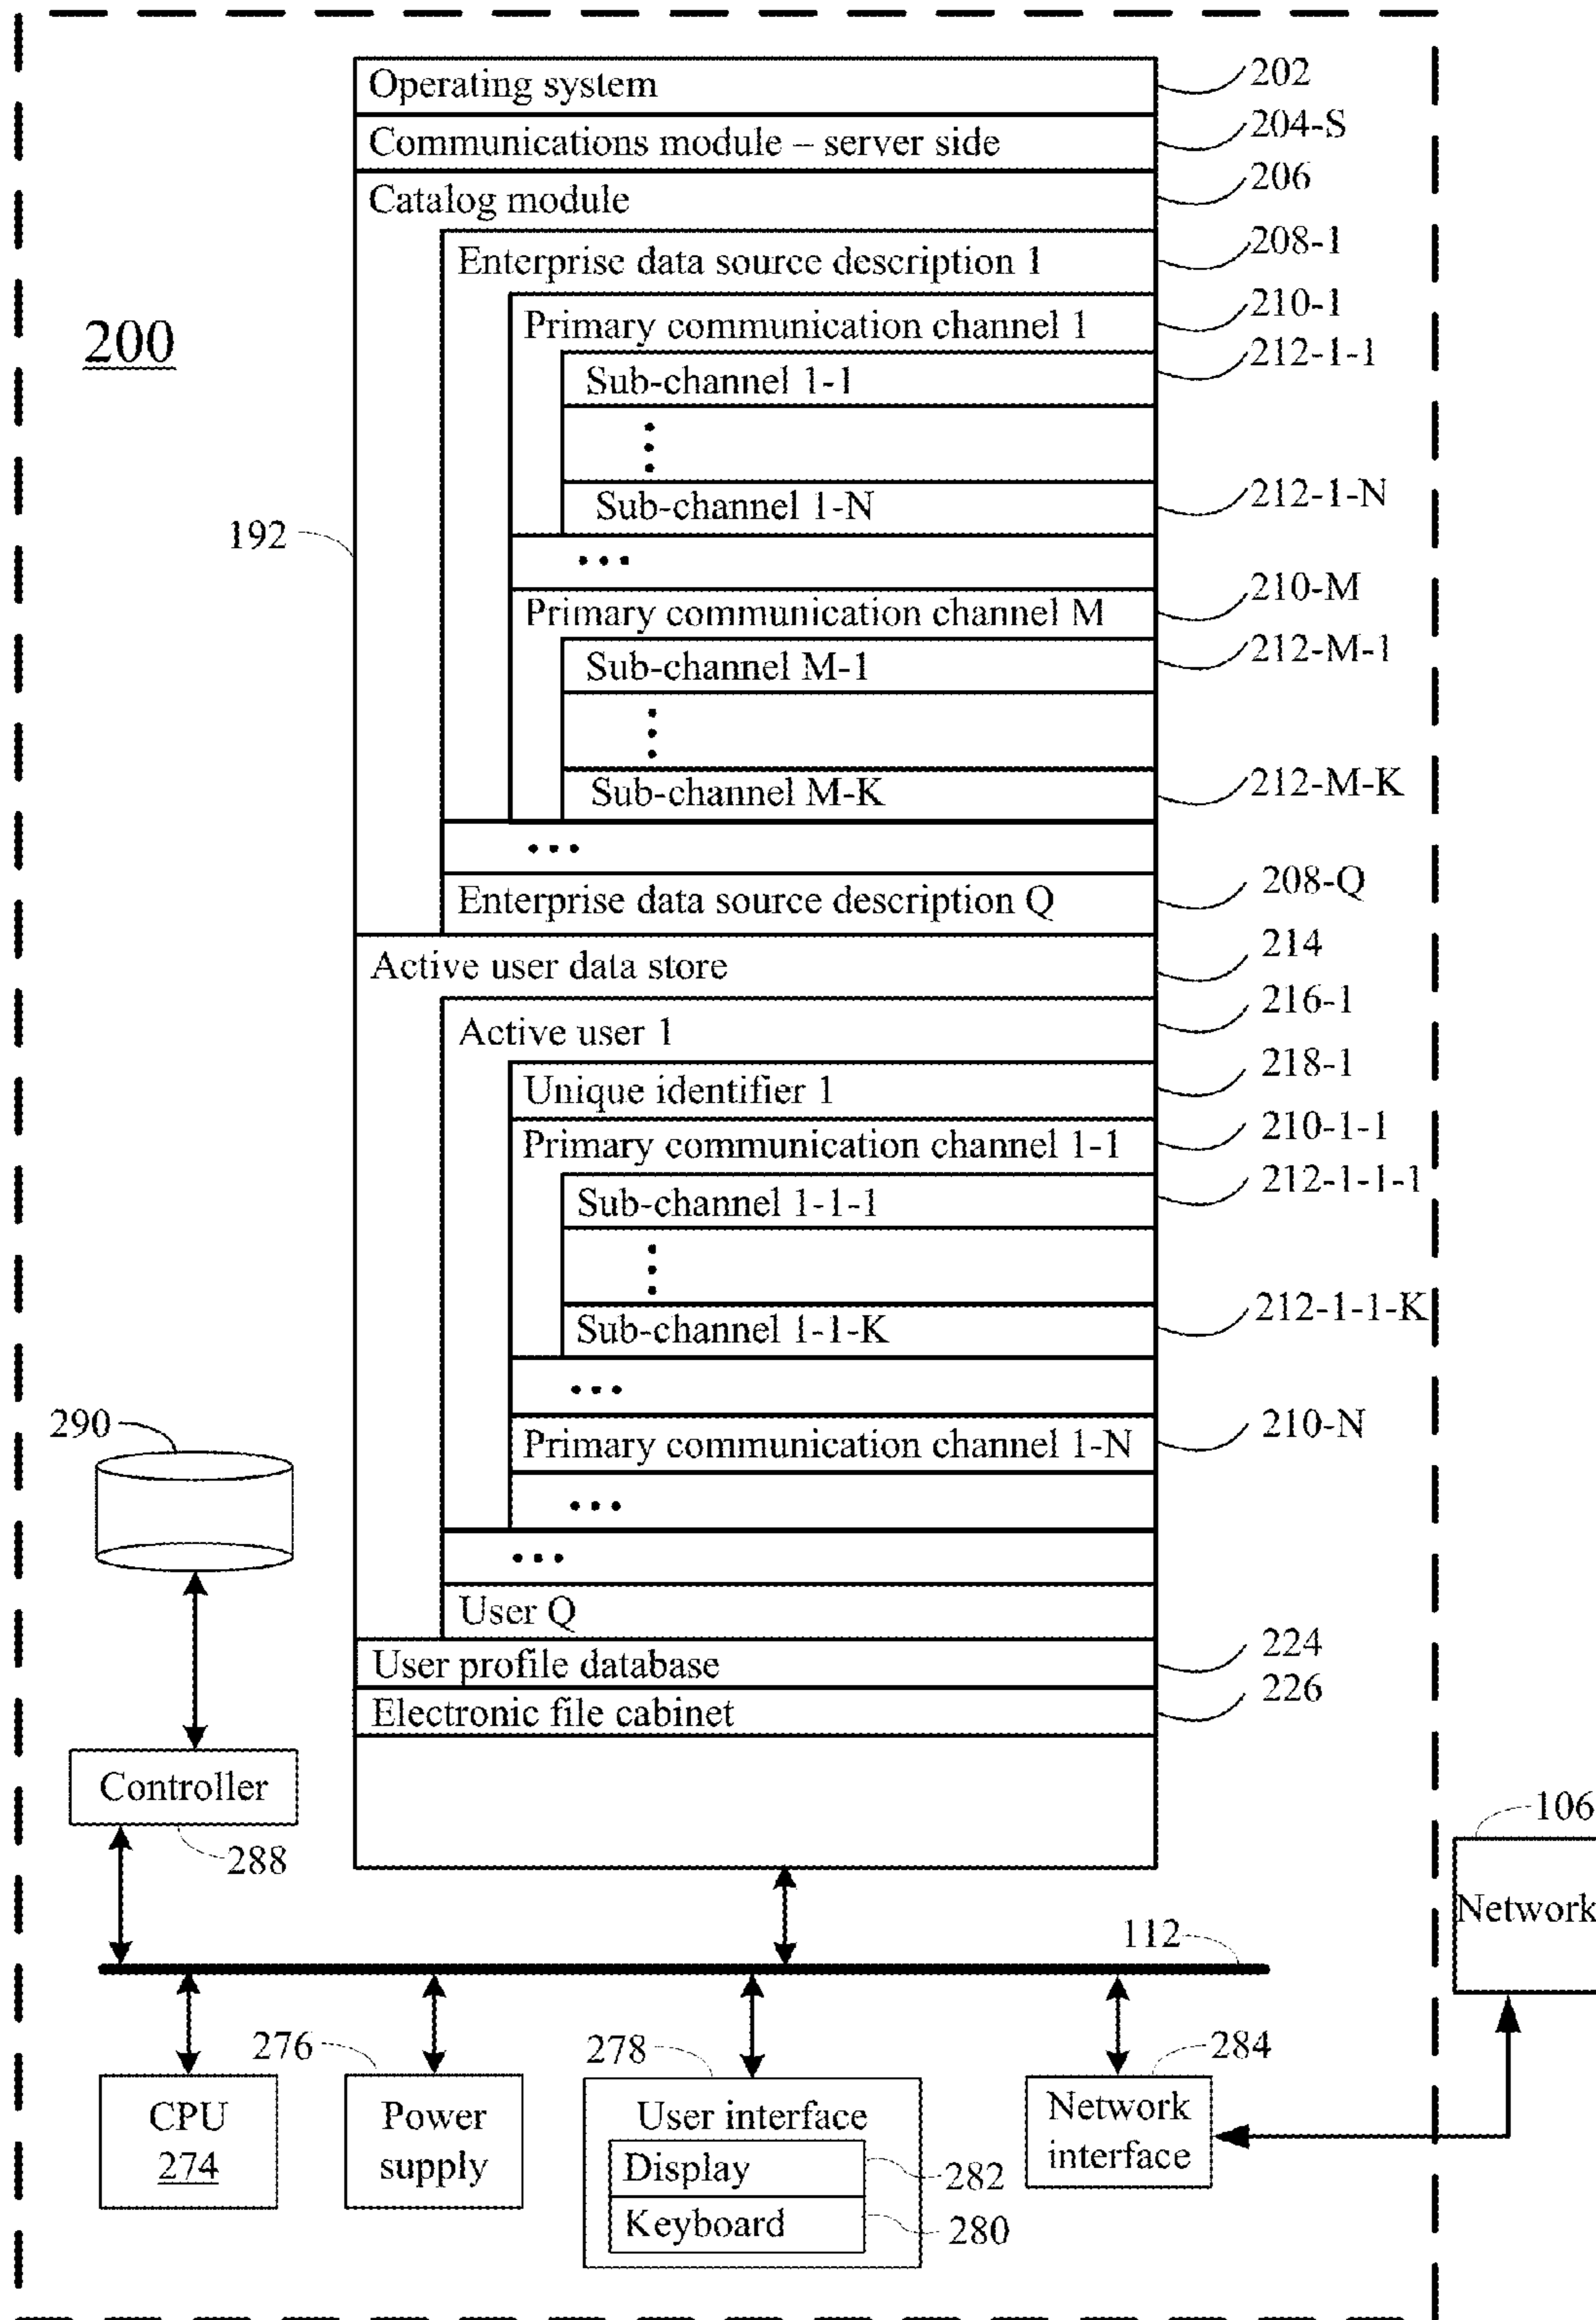 Operating system 202
Communications module – server side 204-S
Catalog module 206
Enterprise data source description 1 208-1
200
Primary communication channel 1 210-1
Sub-channel 1-1 212-1-1
Sub-channel 1-N 212-1-N
192
...
Primary communication channel M 210-M
Sub-channel M-1 212-M-1
Sub-channel M-K 212-M-K
...
Enterprise data source description Q 208-Q
Active user data store 214
Active user 1 216-1
Unique identifier 1 218-1
Primary communication channel 1-1 210-1-1
Sub-channel 1-1-1 212-1-1-1
Sub-channel 1-1-K 212-1-1-K
...
290
Primary communication channel 1-N 210-N
...
...
User Q
User profile database 224
Electronic file cabinet 226
Controller
288
106
Network
112
276
278
284
CPU
274
Power
supply
User interface
Display 282
Keyboard 280
Network
interface